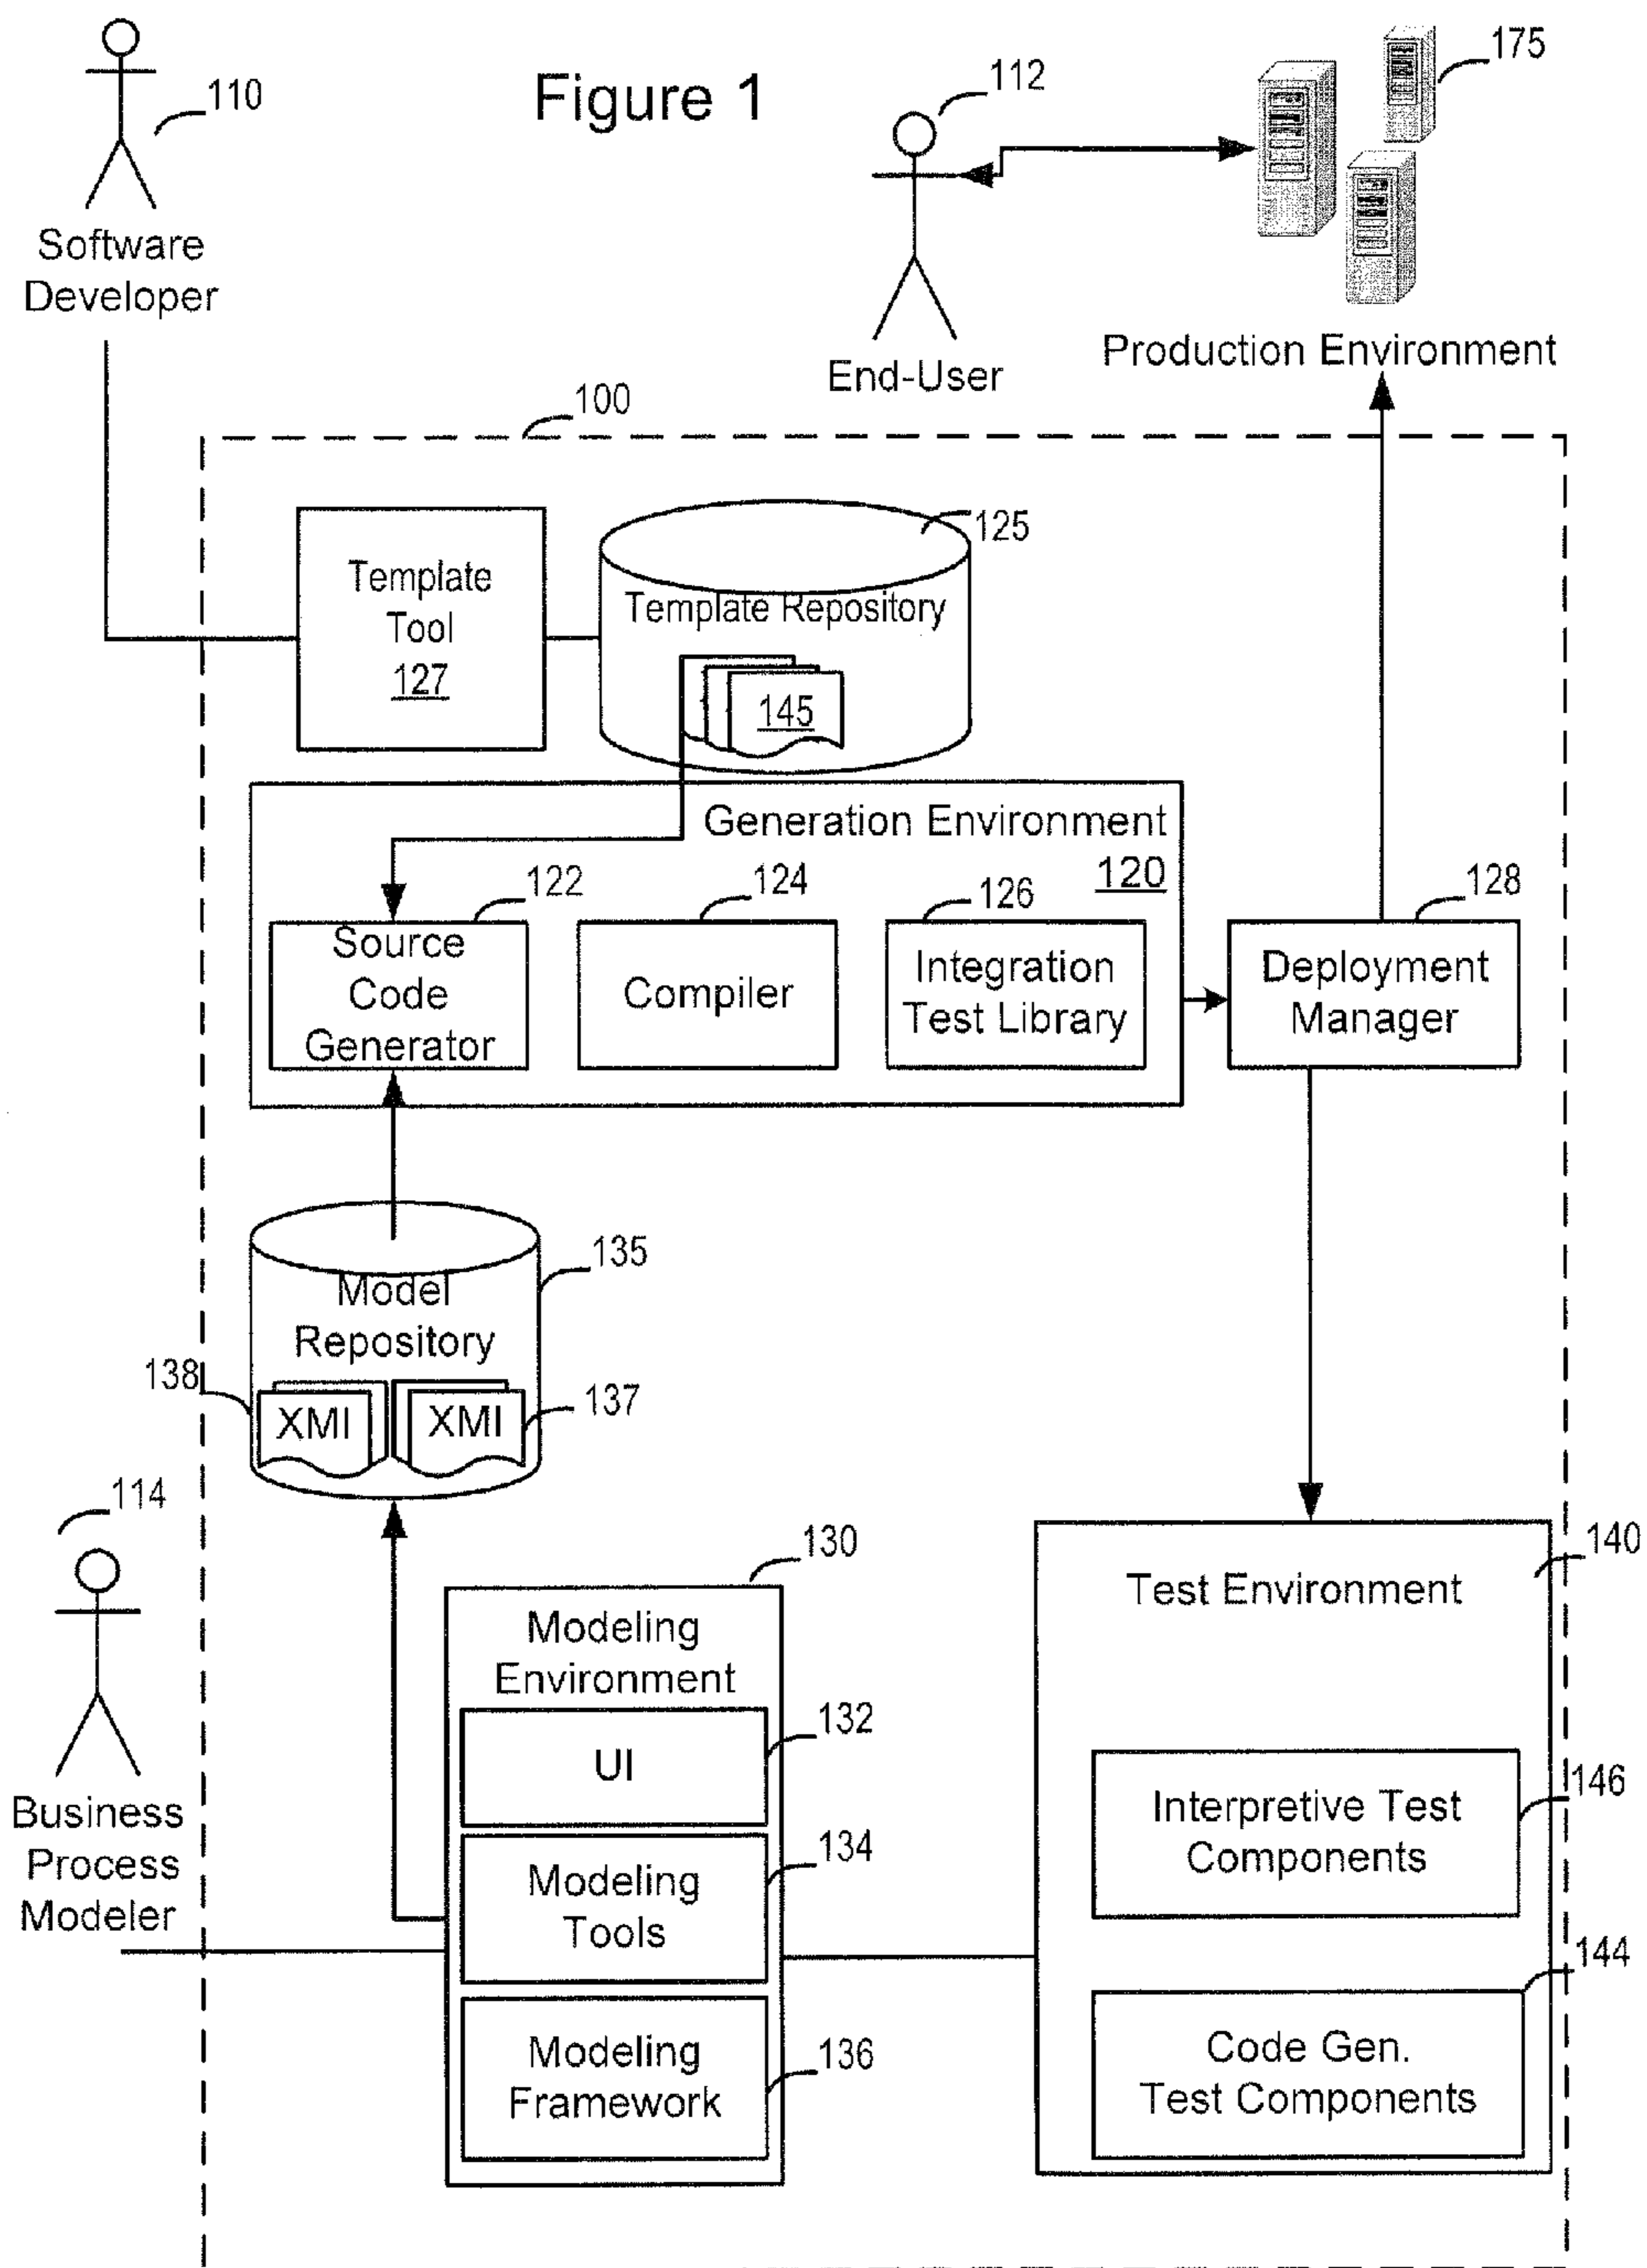 110
Figure 1
112
175
Software
Developer
End-User
Production Environment
100
125
Template
Tool
127
Template Repository
145
Generation Environment
120
122
124
126
128
Source
Code
Generator
Compiler
Integration
Test Library
Deployment
Manager
135
Model
Repository
138
XMI
XMI
137
114
Business
Process
Modeler
130
Modeling
Environment
132
UI
134
Modeling
Tools
136
Modeling
Framework
140
Test Environment
146
Interpretive Test
Components
144
Code Gen.
Test Components